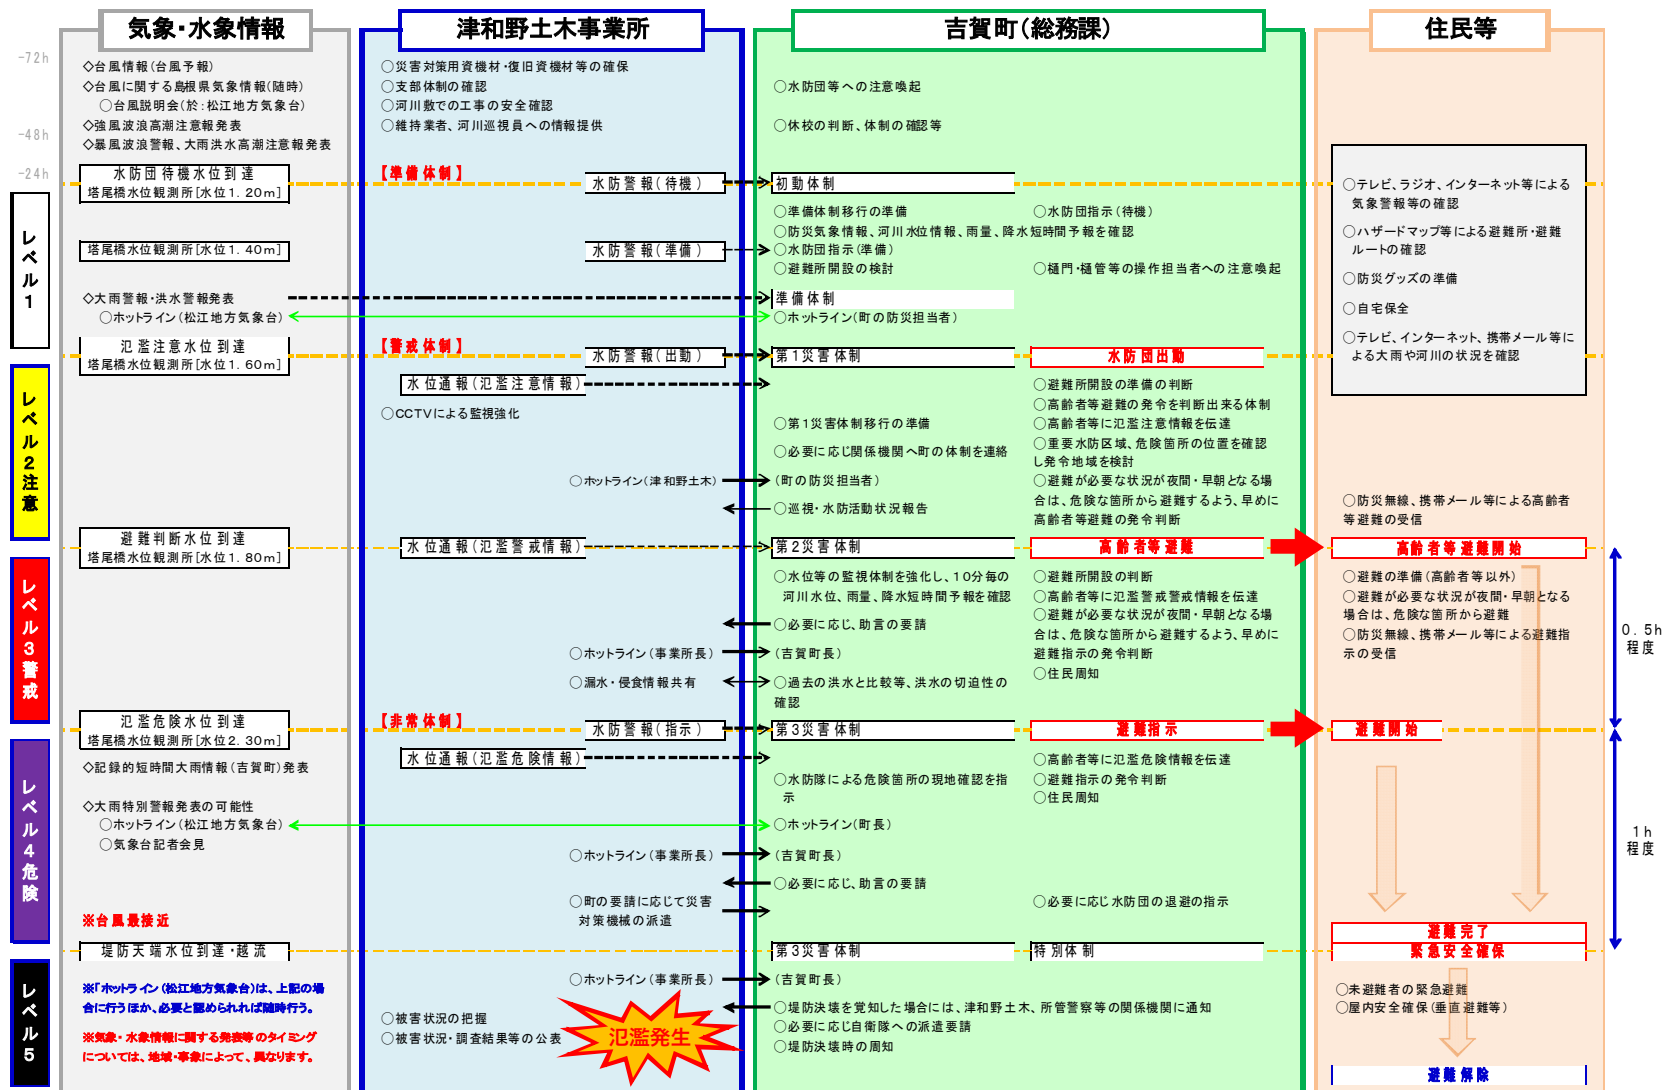 気象・水象情報
津和野土木事業所
吉賀町(総務課)
住民等
-72h
-48h
-24h
レベル1
レベル2注意
レベル3警戒
レベル4危険
レベル5
◇台風情報(台風予報)
◇台風に関する島根県気象情報(随時)
○台風説明会(於:松江地方気象台)
◇強風波浪高潮注意報発表
◇暴風波浪警報、大雨洪水高潮注意報発表
水防団待機水位到達
塔尾橋水位観測所[水位1.20m]
塔尾橋水位観測所[水位1.40m]
◇大雨警報・洪水警報発表
○ホットライン(松江地方気象台)
氾濫注意水位到達
塔尾橋水位観測所[水位1.60m]
避難判断水位到達
塔尾橋水位観測所[水位1.80m]
氾濫危険水位到達
塔尾橋水位観測所[水位2.30m]
◇記録的短時間大雨情報(吉賀町)発表
◇大雨特別警報発表の可能性
○ホットライン(松江地方気象台)
○気象台記者会見
※台風最接近
堤防天端水位到達・越流
※「ホットライン(松江地方気象台)は、上記の場
合に行うほか、必要と認められれば随時行う。
※気象・水象情報に関する発表等のタイミング
については、地域・事象によって、異なります。
○災害対策用資機材・復旧資機材等の確保
○支部体制の確認
○河川敷での工事の安全確認
○維持業者、河川巡視員への情報提供
【準備体制】
水防警報(待機)
水防警報(準備)
【警戒体制】
水防警報(出動)
水位通報(氾濫注意情報)
○CCTVによる監視強化
○ホットライン(津和野土木)
水位通報(氾濫警戒情報)
○ホットライン(事業所長)
○漏水・侵食情報共有
【非常体制】
水防警報(指示)
水位通報(氾濫危険情報)
○ホットライン(事業所長)
○町の要請に応じて災害
対策機械の派遣
○ホットライン(事業所長)
○被害状況の把握
○被害状況・調査結果等の公表
氾濫発生
○水防団等への注意喚起
○休校の判断、体制の確認等
初動体制
○準備体制移行の準備
○水防団指示(待機)
○防災気象情報、河川水位情報、雨量、降水短時間予報を確認
○水防団指示(準備)
○避難所開設の検討
○樋門・樋管等の操作担当者への注意喚起
準備体制
○ホットライン(町の防災担当者)
第1災害体制
水防団出動
○避難所開設の準備の判断
○高齢者等避難の発令を判断出来る体制
○第1災害体制移行の準備
○高齢者等に氾濫注意情報を伝達
○必要に応じ関係機関へ町の体制を連絡
○重要水防区域、危険箇所の位置を確認
し発令地域を検討
(町の防災担当者)
○避難が必要な状況が夜間・早朝となる場
合は、危険な箇所から避難するよう、早めに
高齢者等避難の発令判断
○巡視・水防活動状況報告
第2災害体制
高齢者等避難
○水位等の監視体制を強化し、10分毎の
河川水位、雨量、降水短時間予報を確認
○避難所開設の判断
○高齢者等に氾濫警戒警戒情報を伝達
○避難が必要な状況が夜間・早朝となる場
合は、危険な箇所から避難するよう、早めに
避難指示の発令判断
○住民周知
○必要に応じ、助言の要請
(吉賀町長)
○過去の洪水と比較等、洪水の切迫性の
確認
第3災害体制
避難指示
○高齢者等に氾濫危険情報を伝達
○避難指示の発令判断
○住民周知
○水防隊による危険箇所の現地確認を指
示
○ホットライン(町長)
(吉賀町長)
○必要に応じ、助言の要請
○必要に応じ水防団の退避の指示
第3災害体制
特別体制
(吉賀町長)
○堤防決壊を覚知した場合には、津和野土木、所管警察等の関係機関に通知
○必要に応じ自衛隊への派遣要請
○堤防決壊時の周知
○テレビ、ラジオ、インターネット等による
気象警報等の確認
○ハザードマップ等による避難所・避難
ルートの確認
○防災グッズの準備
○自宅保全
○テレビ、インターネット、携帯メール等に
よる大雨や河川の状況を確認
○防災無線、携帯メール等による高齢者
等避難の受信
高齢者等避難開始
○避難の準備(高齢者等以外)
○避難が必要な状況が夜間・早朝となる
場合は、危険な箇所から避難
○防災無線、携帯メール等による避難指
示の受信
避難開始
避難完了
緊急安全確保
○未避難者の緊急避難
○屋内安全確保(垂直避難等)
避難解除
0.5h
程度
1h
程度